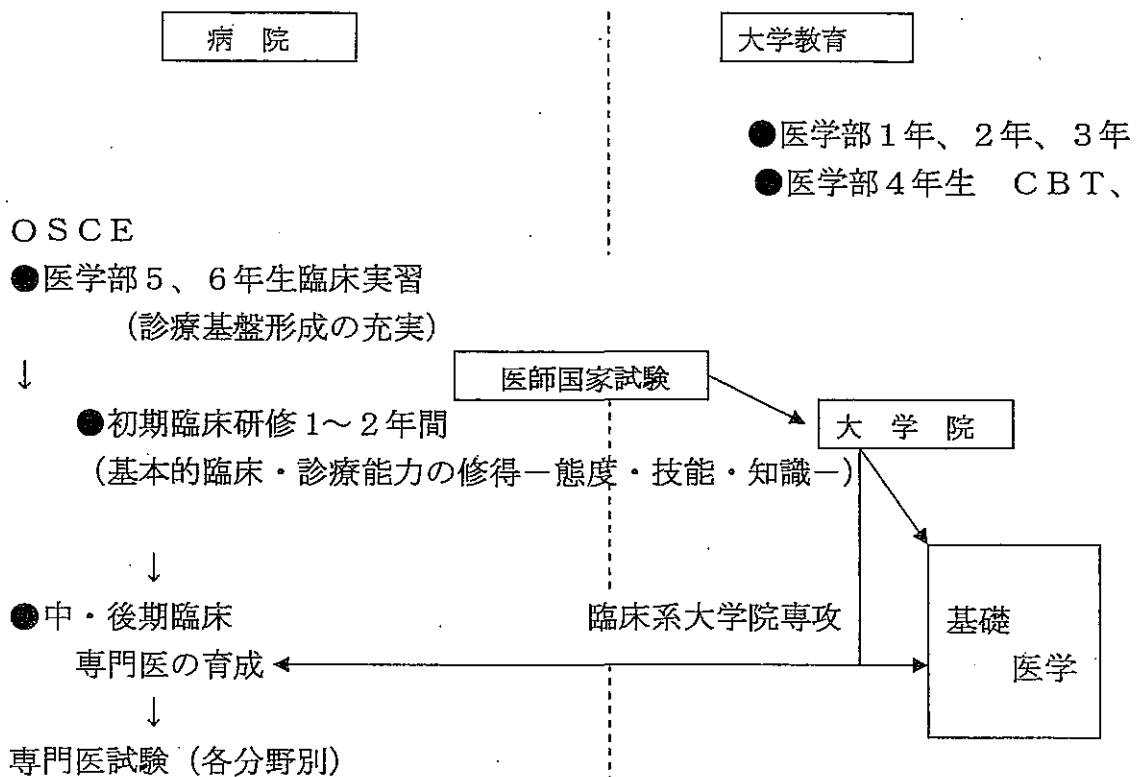 病 院
大学教育
●医学部1年、2年、3年
●医学部4年生　CBT、
OSCE
●医学部5、6年生臨床実習
(診療基盤形成の充実)
↓
医師国家試験
●初期臨床研修1~2年間
大 学 院
(基本的臨床・診療能力の修得－態度・技能・知識－)
↓
●中・後期臨床
臨床系大学院専攻
基礎
専門医の育成
医学
↓
専門医試験(各分野別)